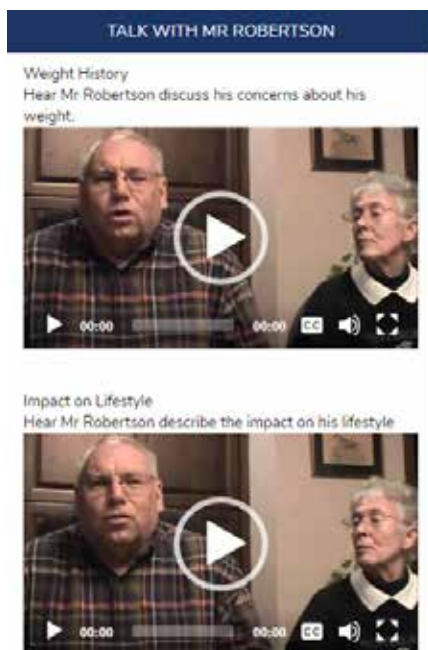 TALK WITH MR ROBERTSON
Weight History
Hear Mr Robertson discuss his concerns about his
weight.
00:00 00:00 CC
Impact on Lifestyle
Hear Mr Robertson describe the impact on his lifestyle
00:00 00:00 CC